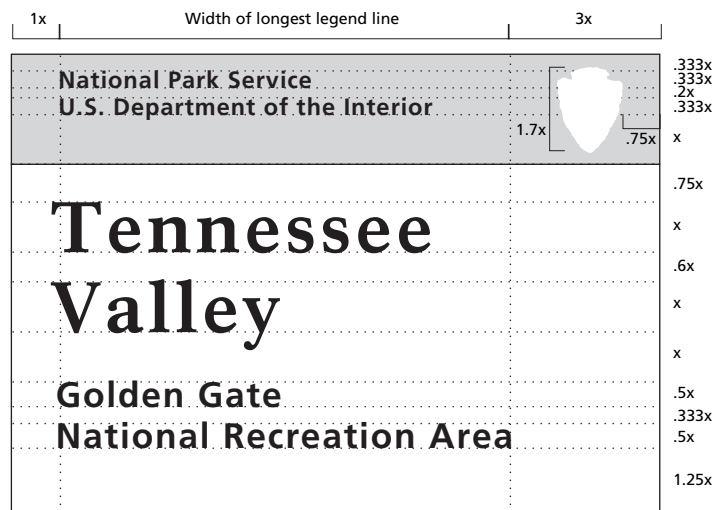 1x Width of longest legend line 3x
National Park Service
U.S. Department of the Interior
1.7x
.75x
.333x
.333x
.2x
.333x
x
.75x
Tennessee
x
.6x
Valley
x
x
Golden Gate
.5x
.333x
National Recreation Area
.5x
1.25x